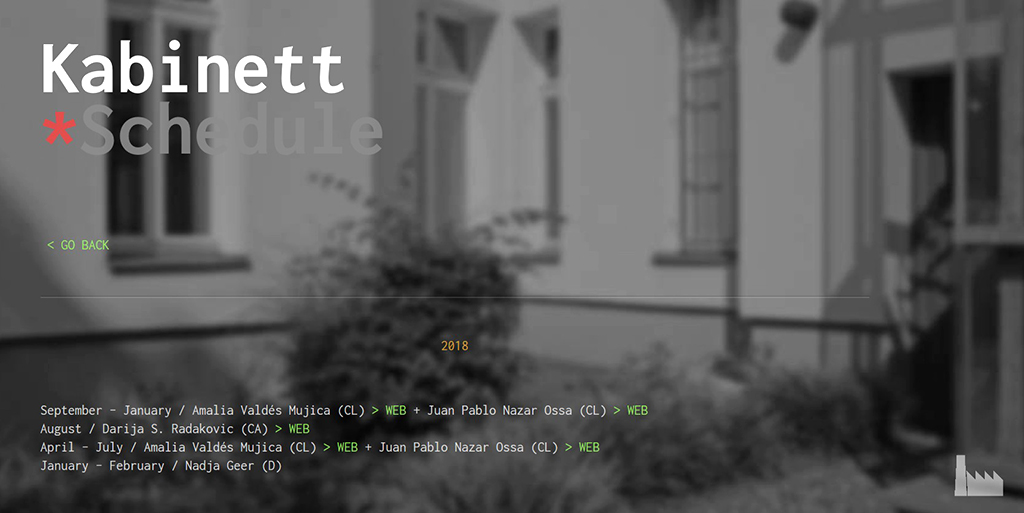 Kabinett
*Schedule
< GO BACK
2018
September - January / Amalia Valdés Mujica (CL) > WEB + Juan Pablo Nazar Ossa (CL) > WEB
August / Darija S. Radakovic (CA) > WEB
April - July / Amalia Valdés Mujica (CL) > WEB + Juan Pablo Nazar Ossa (CL) > WEB
January - February / Nadja Geer (D)